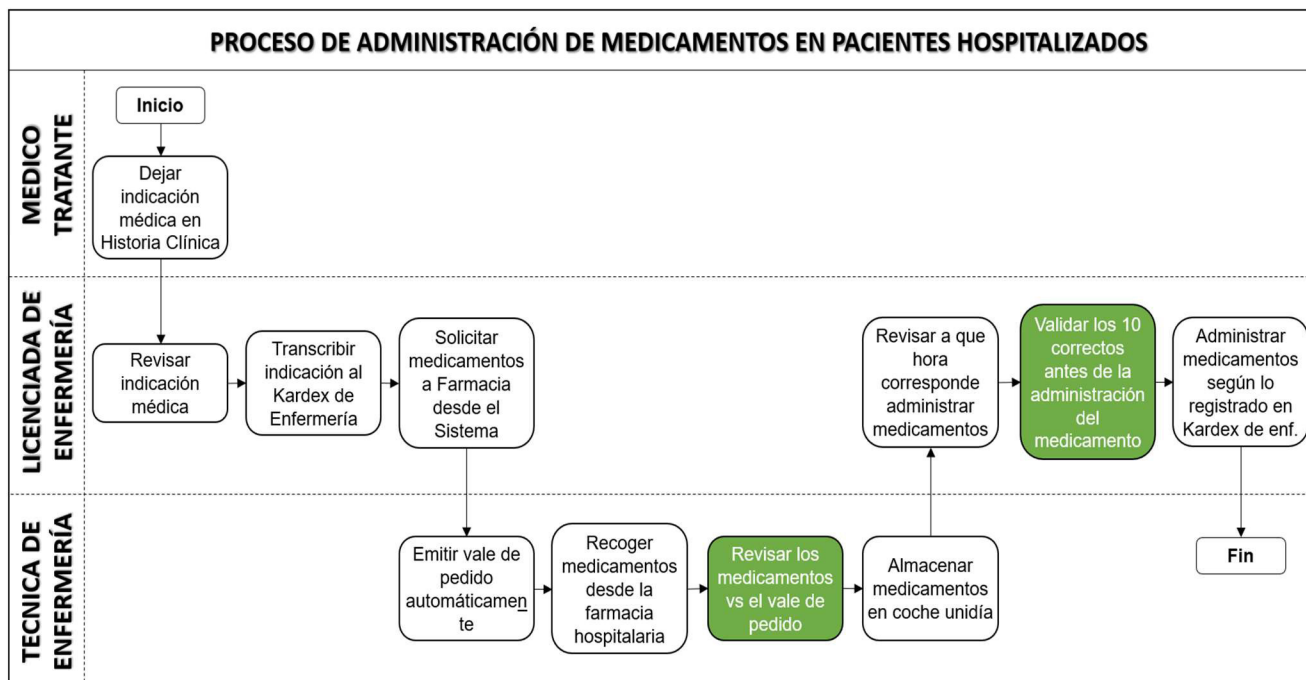 PROCESO DE ADMINISTRACIÓN DE MEDICAMENTOS EN PACIENTES HOSPITALIZADOS
MEDICO
TRATANTE
Inicio
Dejar
indicación
médica en
Historia Clínica
LICENCIADA DE
ENFERMERÍA
Revisar
indicación
médica
Transcribir
indicación al
Kardex de
Enfermería
Solicitar
medicamentos
a Farmacia
desde el
Sistema
Revisar a que
hora
corresponde
administrar
medicamentos
Validar los 10
correctos
antes de la
administración
del
medicamento
Administrar
medicamentos
según lo
registrado en
Kardex de enf.
TECNICA DE
ENFERMERÍA
Emitir vale de
pedido
automáticamen
te
Recoger
medicamentos
desde la
farmacia
hospitalaria
Revisar los
medicamentos
vs el vale de
pedido
Almacenar
medicamentos
en coche unidía
Fin